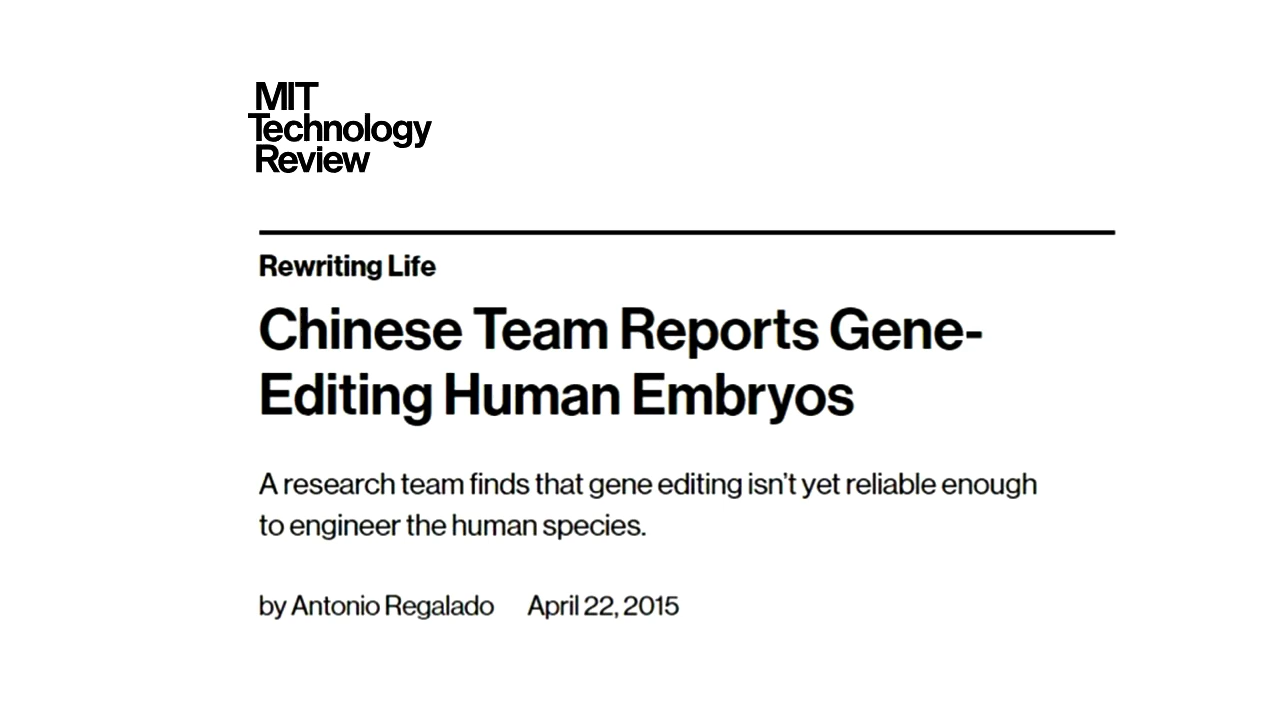 MIT
Technology
Review
Rewriting Life
Chinese Team Reports Gene-
Editing Human Embryos
A research team finds that gene editing isn’t yet reliable enough
to engineer the human species.
by Antonio Regalado April 22, 2015